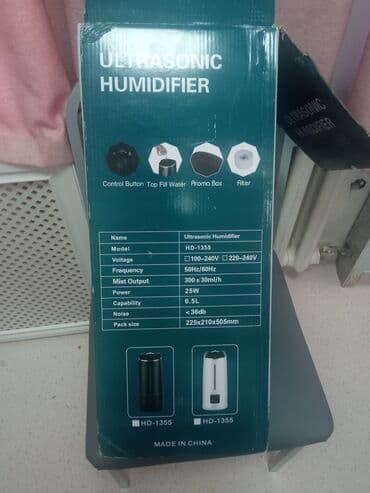 ULTRASONIC
HUMIDIFIER
Control Button Top Fill Water Aroma Box Filter
Name Ultrasonic Humidifier
Model HD-1355
Voltage □100-240V □220-240V
Frequency 50Hz/60Hz
Mist Output 300±30ml/h
Power 25W
Capability 6.5L
Noise <36db
Pack size 225x210x505mm
□HD-1355 □HD-1355
MADE IN CHINA
ULTRASONIC
HUMIDIFIER